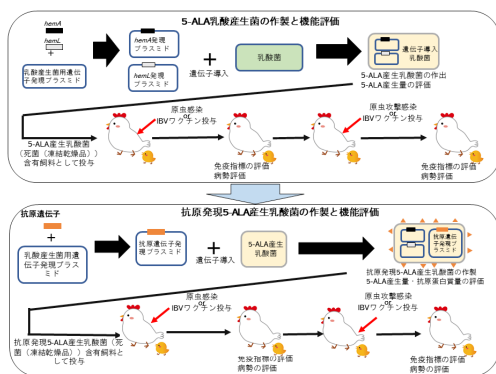 5-ALA乳酸産生菌の作製と機能評価
hemA
hemL
+
乳酸産生菌用遺伝
子発現プラスミド
hemA発現
プラスミド
hemL発現
プラスミド
+
遺伝子導入
乳酸菌
遺伝子導入
乳酸菌
5-ALA産生乳酸菌の作出
5-ALA産生量の評価
5-ALA産生乳酸菌
（死菌（凍結乾燥品））
含有飼料として投与
原虫感染
or
IBVワクチン投与
免疫指標の評価
病勢評価
原虫攻撃感染
or
IBVワクチン投与
免疫指標の評価
病勢評価
抗原発現5-ALA産生乳酸菌の作製と機能評価
抗原遺伝子
+
乳酸産生菌用遺
伝子発現プラス
ミド
抗原遺伝子発
現プラスミド
+
遺伝子導入
5-ALA産生
乳酸菌
抗原遺伝
子発現プ
ラスミド
抗原発現5-ALA産生乳酸菌の作製
5-ALA産生量・抗原蛋白質量の評価
抗原発現5-ALA産生乳酸菌（死
菌（凍結乾燥品））含有飼料と
して投与
原虫感染
or
IBVワクチン投与
免疫指標の評価
病勢の評価
原虫攻撃感染
or
IBVワクチン投与
免疫指標の評価
病勢の評価